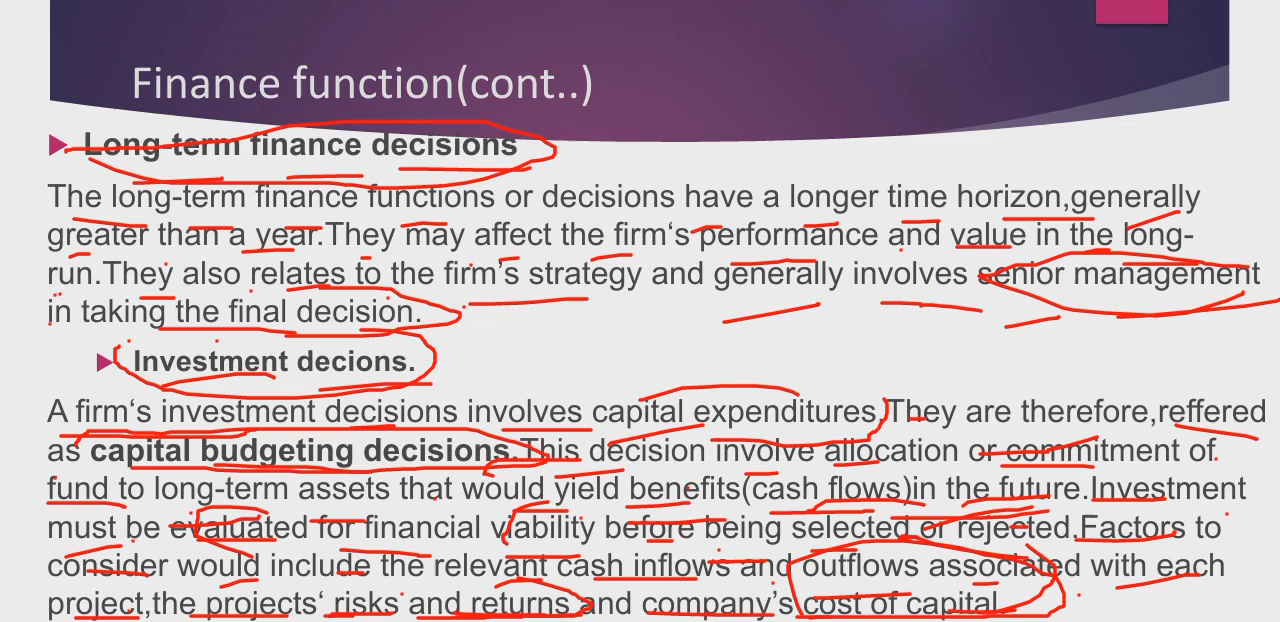 Finance function(cont..)
Long-term finance decisions
The long-term finance functions or decisions have a longer time horizon,generally
greater than a year.They may affect the firm‘s performance and value in the long-
run.They also relates to the firm’s strategy and generally involves senior management
in taking the final decision.
Investment decions.
A firm‘s investment decisions involves capital expenditures,They are therefore,reffered
as capital budgeting decisions.This decision involve allocation or commitment of
fund to long-term assets that would yield benefits(cash flows)in the future.Investment
must be evaluated for financial viability before being selected or rejected.Factors to
consider would include the relevant cash inflows and outflows associated with each
project,the projects‘ risks and returns and company’s cost of capital.